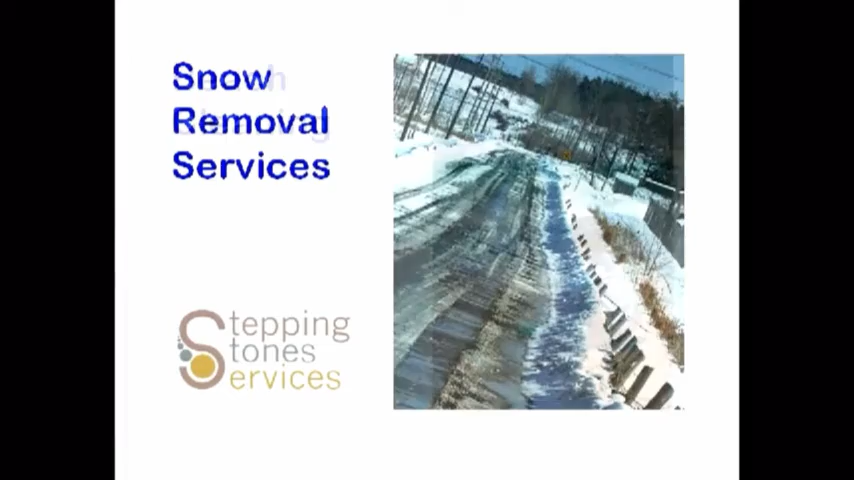 Snow
Removal
Services
Stepping
Stones
Services